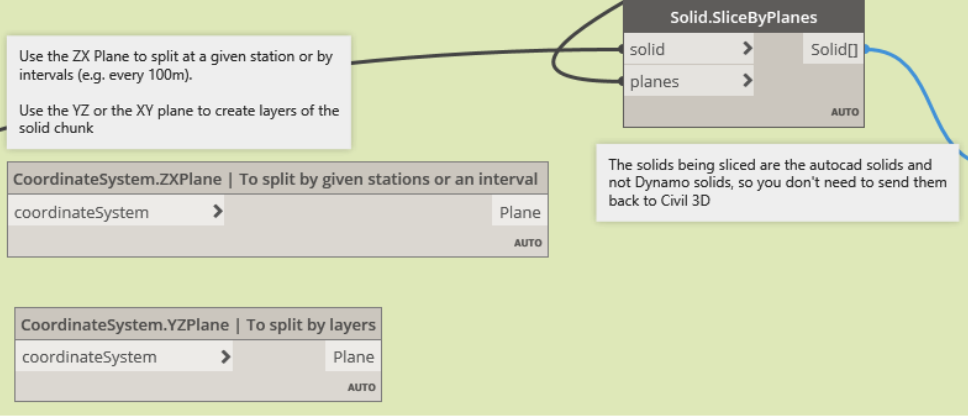 Solid.SliceByPlanes
solid > Solid[]
planes >
AUTO
Use the ZX Plane to split at a given station or by
intervals (e.g. every 100m).
Use the YZ or the XY plane to create layers of the
solid chunk
The solids being sliced are the autocad solids and
not Dynamo solids, so you don't need to send them
back to Civil 3D
CoordinateSystem.ZXPlane | To split by given stations or an interval
coordinateSystem > Plane
AUTO
CoordinateSystem.YZPlane | To split by layers
coordinateSystem > Plane
AUTO